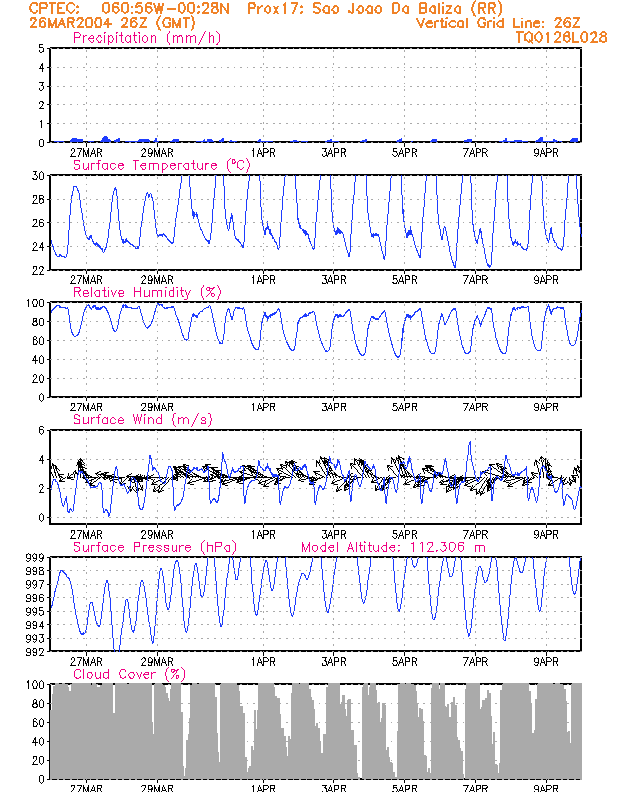 CPTEC: 060:56W-00:28N Prox17: Sao Joao Da Baliza (RR)
26MAR2004 26Z (GMT) Vertical Grid Line: 26Z
Precipitation (mm/h) TQ0126L028
5
4
3
2
1
0
27MAR 29MAR 1APR 3APR 5APR 7APR 9APR
Surface Temperature (ºC)
30
28
26
24
22
27MAR 29MAR 1APR 3APR 5APR 7APR 9APR
Relative Humidity (%)
100
80
60
40
20
0
27MAR 29MAR 1APR 3APR 5APR 7APR 9APR
Surface Wind (m/s)
6
4
2
0
27MAR 29MAR 1APR 3APR 5APR 7APR 9APR
Surface Pressure (hPa) Model Altitude: 112.306 m
999
998
997
996
995
994
993
992
27MAR 29MAR 1APR 3APR 5APR 7APR 9APR
Cloud Cover (%)
100
80
60
40
20
0
27MAR 29MAR 1APR 3APR 5APR 7APR 9APR